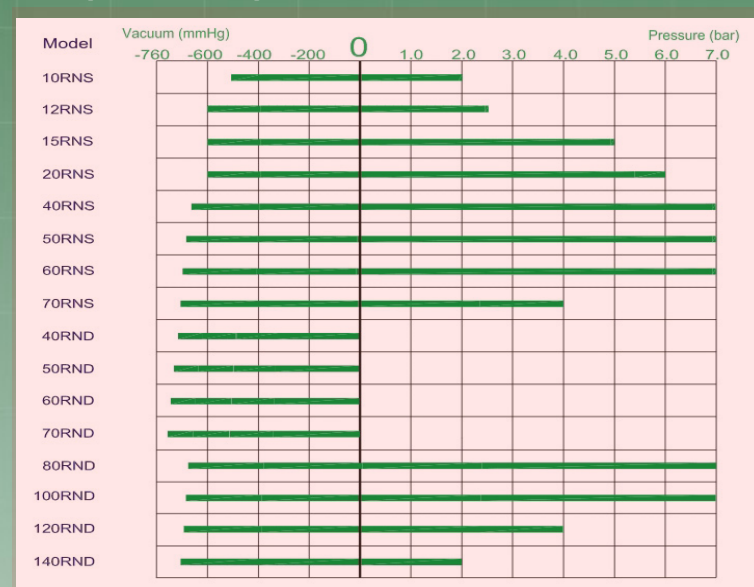 Vacuum (mmHg) Pressure (bar)
Model
-760 -600 -400 -200 0 1.0 2.0 3.0 4.0 5.0 6.0 7.0
10RNS
12RNS
15RNS
20RNS
40RNS
50RNS
60RNS
70RNS
40RND
50RND
60RND
70RND
80RND
100RND
120RND
140RND